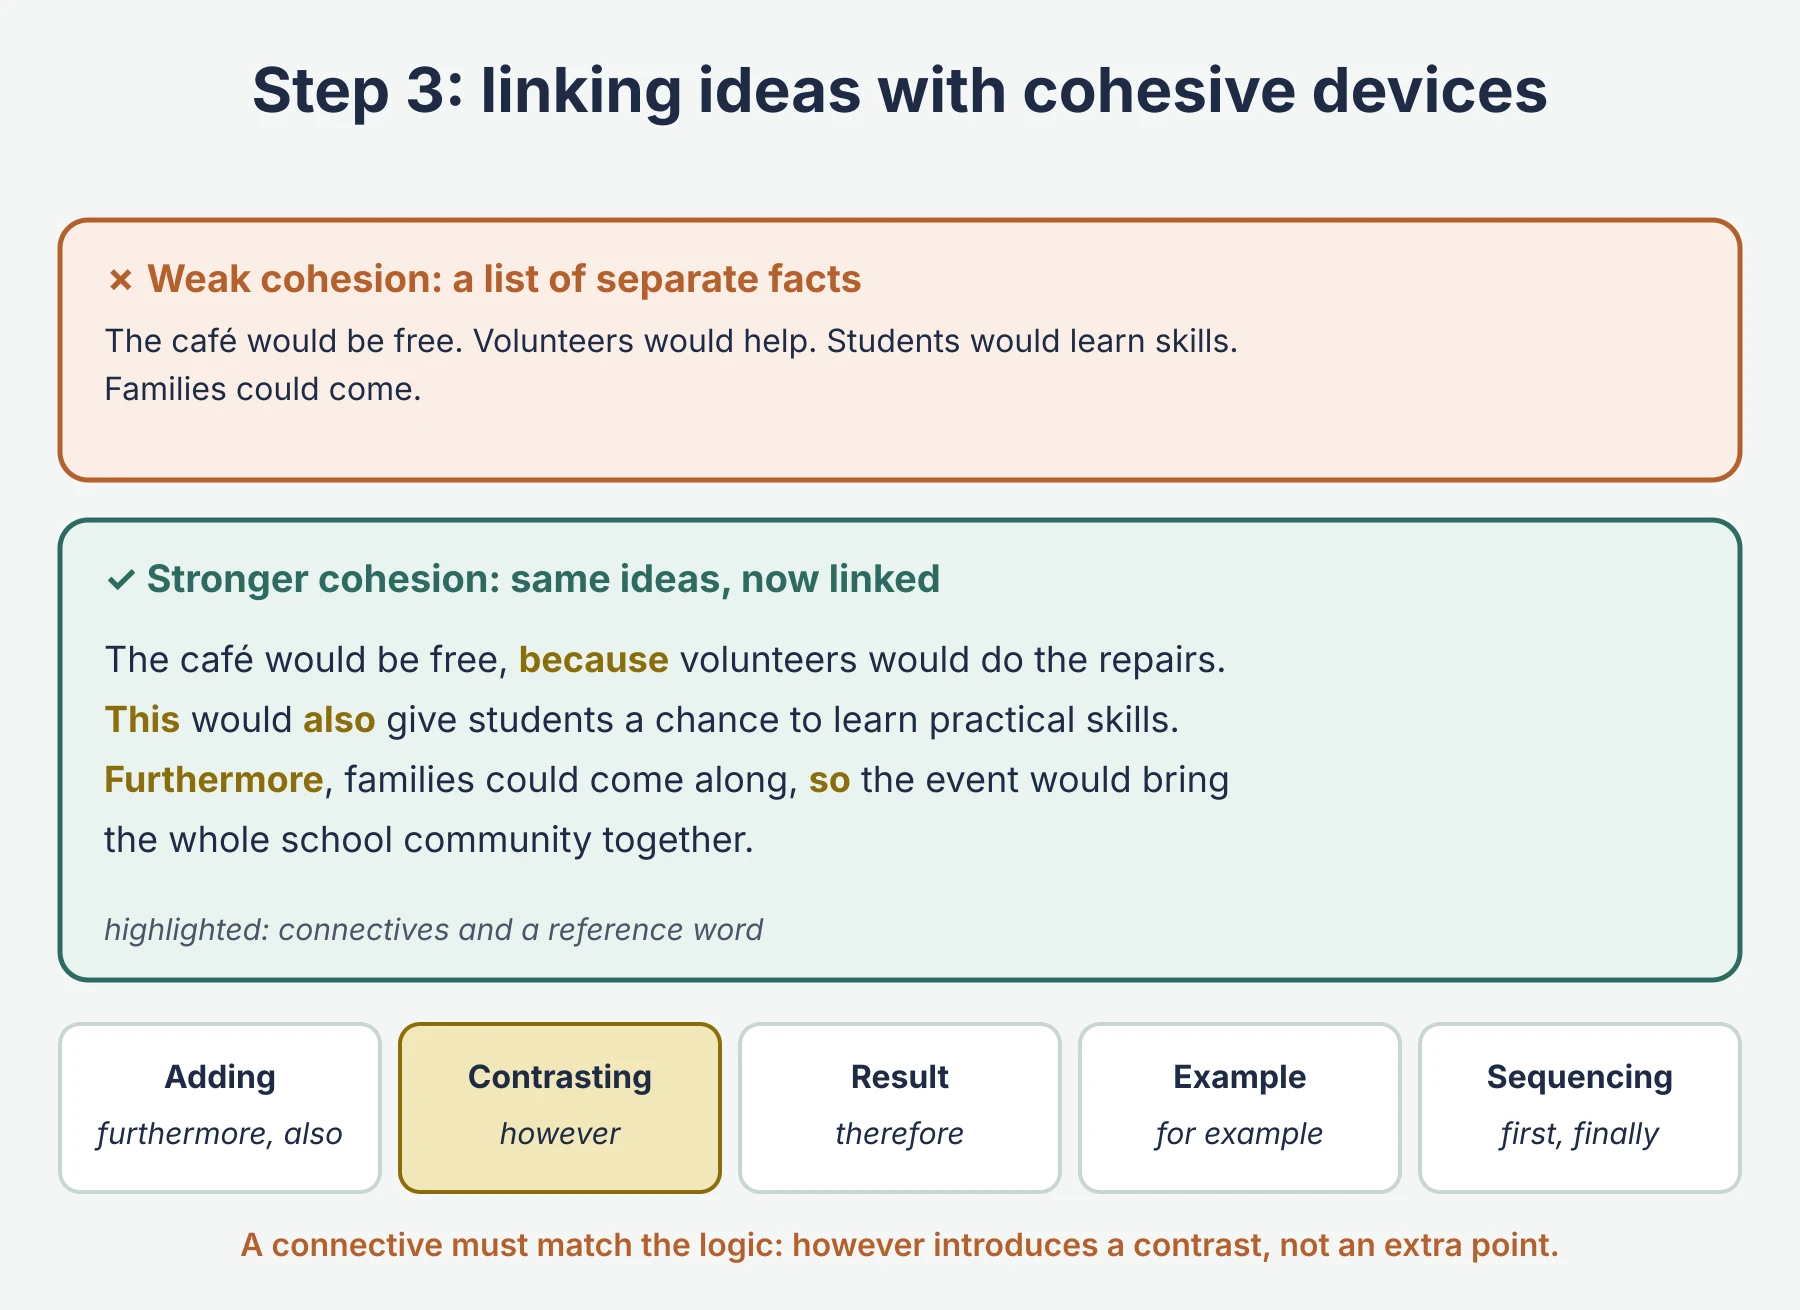 Step 3: linking ideas with cohesive devices
× Weak cohesion: a list of separate facts
The café would be free. Volunteers would help. Students would learn skills.
Families could come.
✓ Stronger cohesion: same ideas, now linked
The café would be free, because volunteers would do the repairs.
This would also give students a chance to learn practical skills.
Furthermore, families could come along, so the event would bring
the whole school community together.
highlighted: connectives and a reference word
Adding
furthermore, also
Contrasting
however
Result
therefore
Example
for example
Sequencing
first, finally
A connective must match the logic: however introduces a contrast, not an extra point.